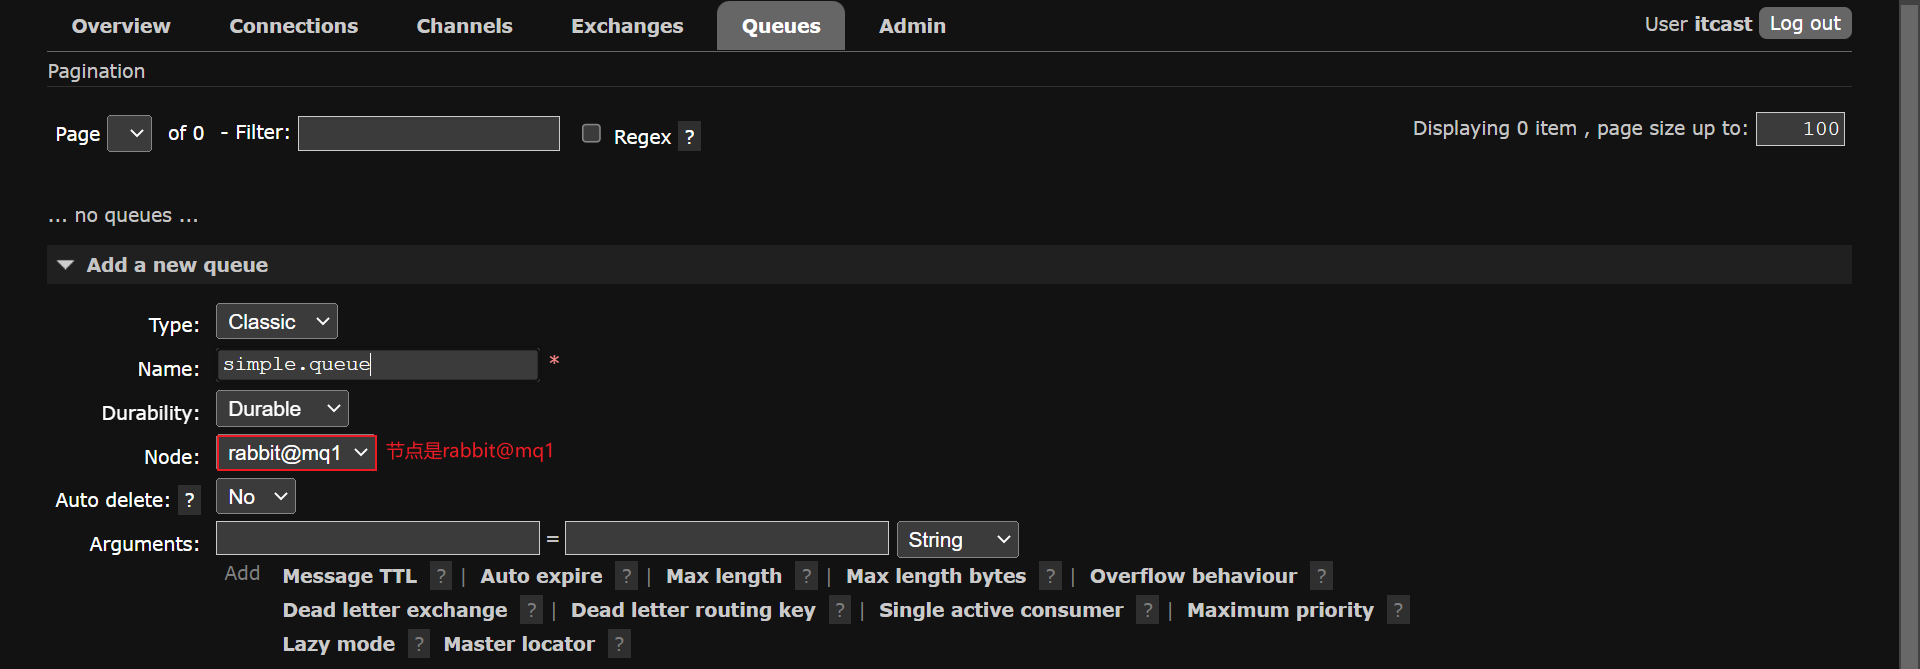 Overview Connections Channels Exchanges Queues Admin User itcast Log out
Pagination
Page of 0 - Filter: Regex ? Displaying 0 item , page size up to: 100
... no queues ...
Add a new queue
Type: Classic
Name: simple.queue *
Durability: Durable
Node: rabbit@mq1 节点是rabbit@mq1
Auto delete: ? No
Arguments: = String
Add Message TTL ? | Auto expire ? | Max length ? | Max length bytes ? | Overflow behaviour ?
Dead letter exchange ? | Dead letter routing key ? | Single active consumer ? | Maximum priority ?
Lazy mode ? Master locator ?